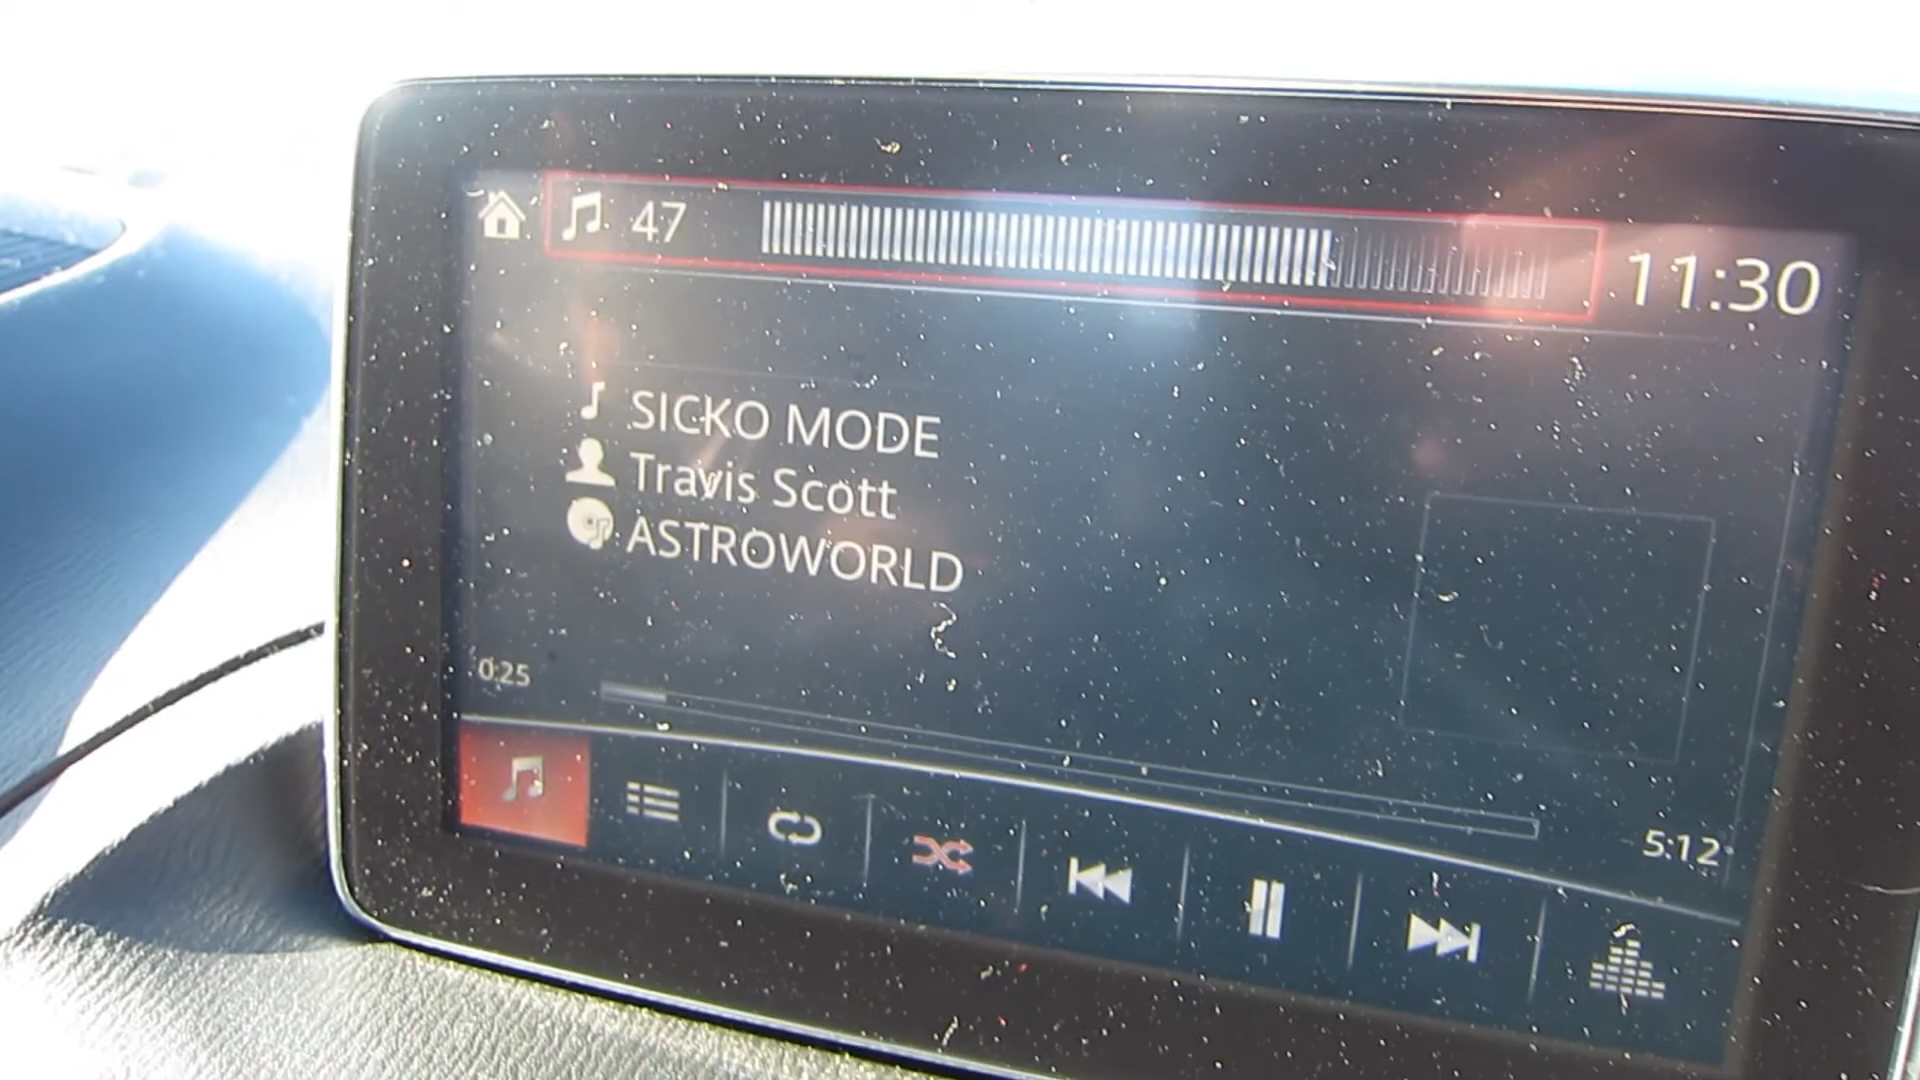 47
11:30
SICKO MODE
Travis Scott
ASTROWORLD
0:25
5:12